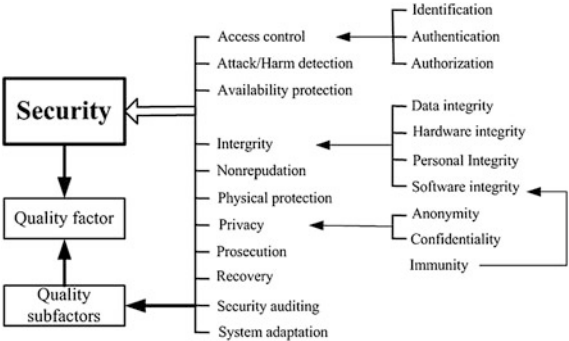 Security
Quality factor
Quality
subfactors
Access control
Attack/Harm detection
Availability protection
Intergrity
Nonrepudation
Physical protection
Privacy
Prosecution
Recovery
Security auditing
System adaptation
Identification
Authentication
Authorization
Data integrity
Hardware integrity
Personal Integrity
Software integrity
Anonymity
Confidentiality
Immunity